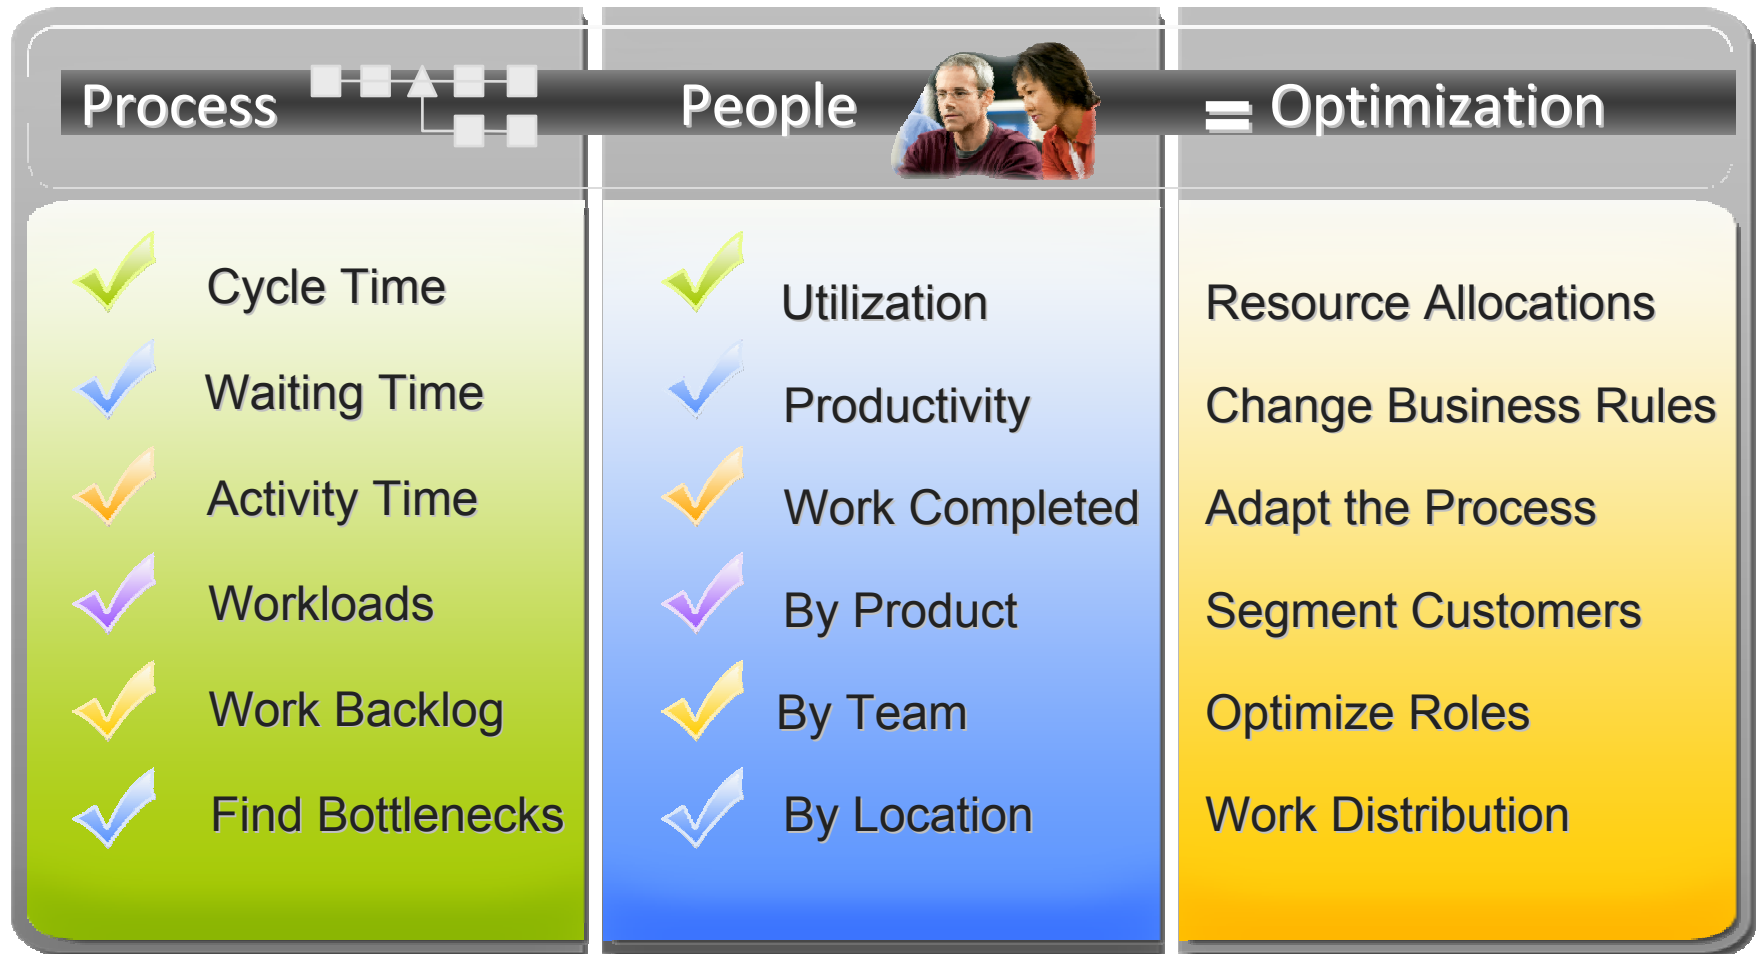 Process
People
= Optimization
Cycle Time
Waiting Time
Activity Time
Workloads
Work Backlog
Find Bottlenecks
Utilization
Productivity
Work Completed
By Product
By Team
By Location
Resource Allocations
Change Business Rules
Adapt the Process
Segment Customers
Optimize Roles
Work Distribution